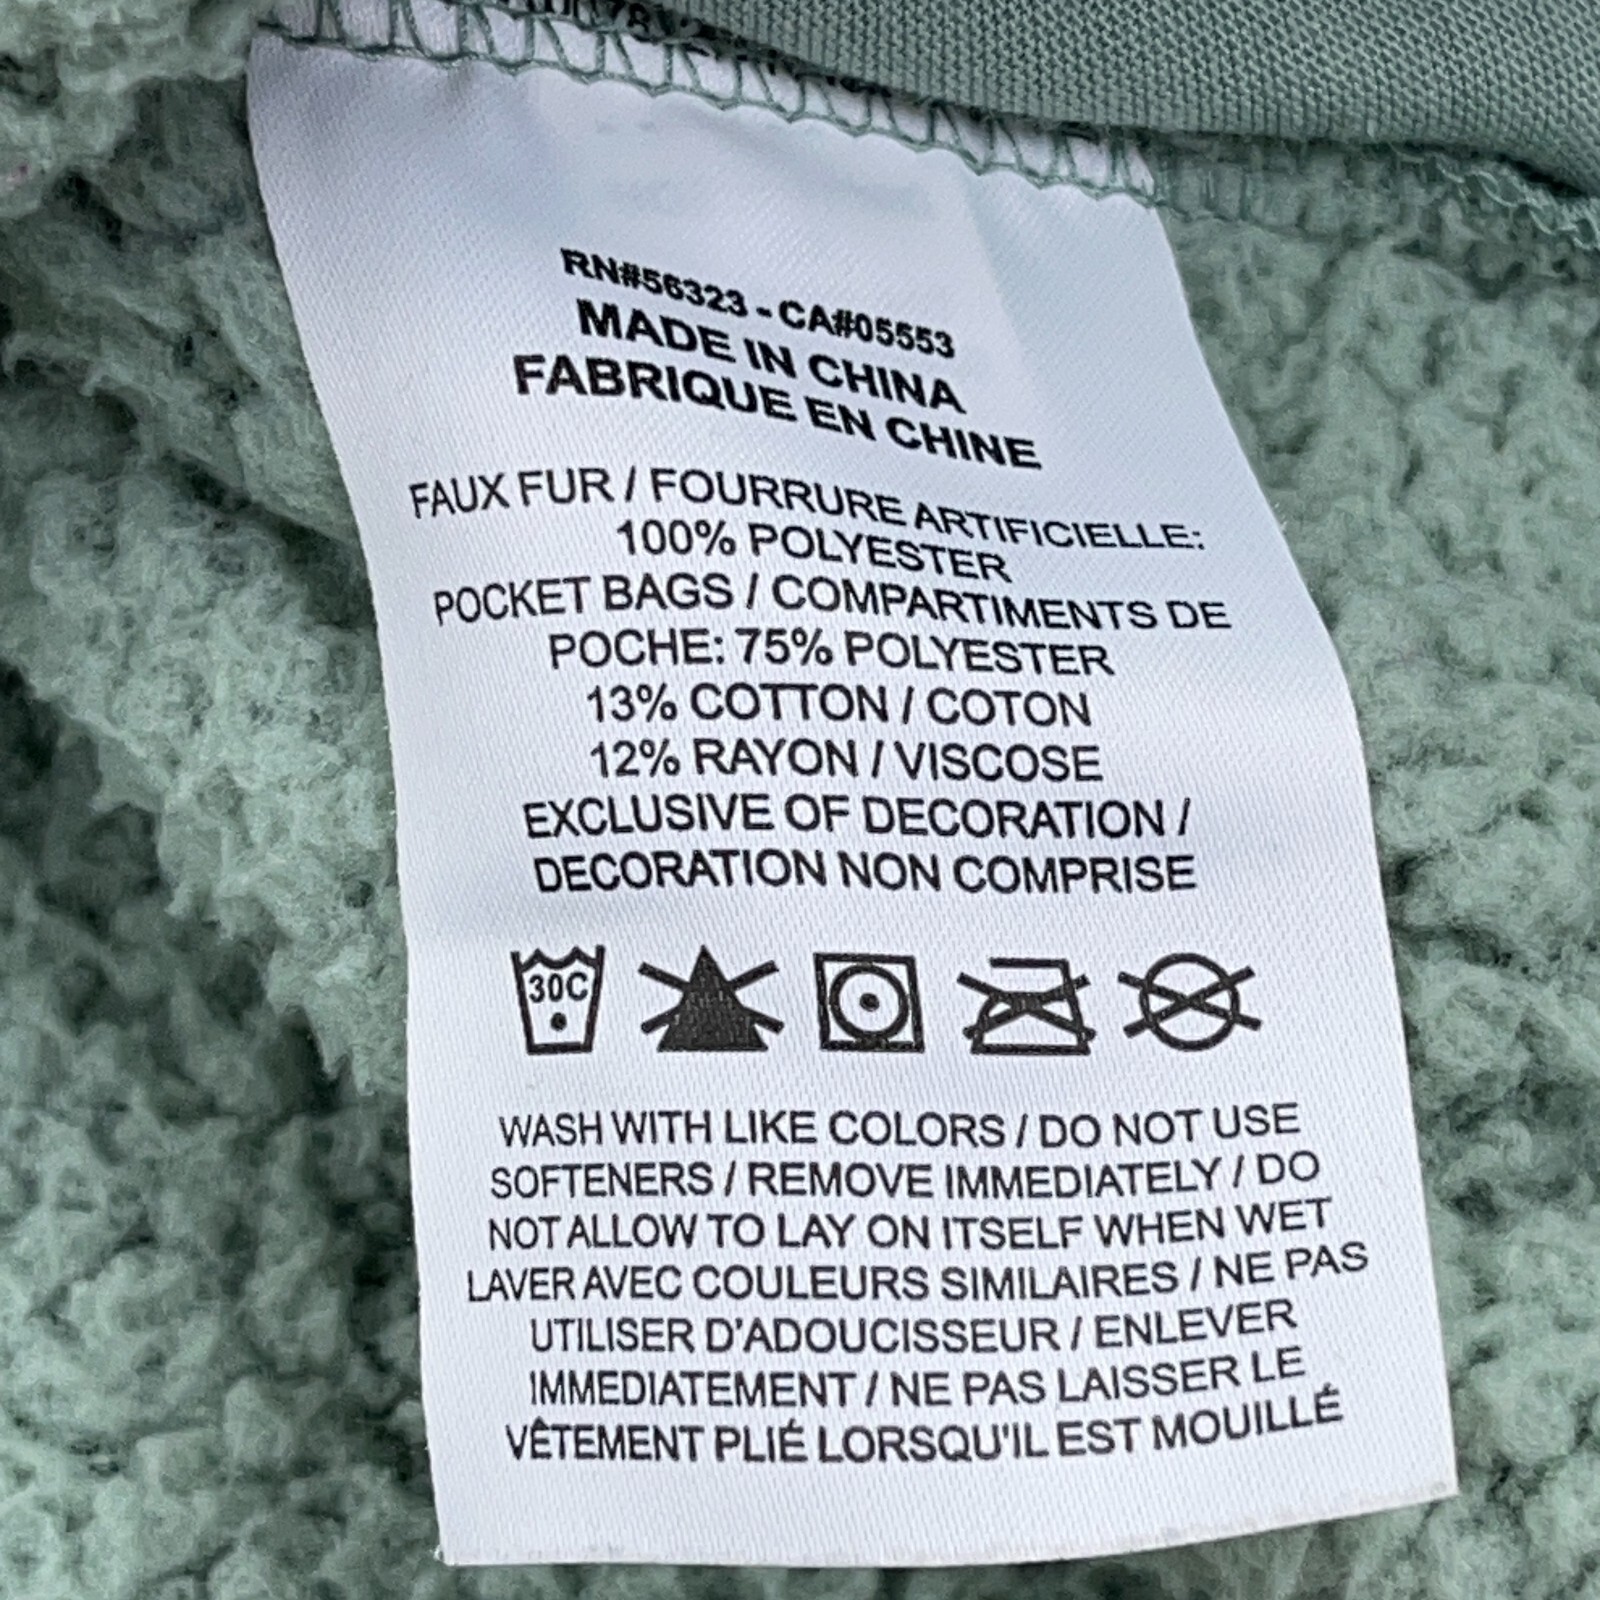 RN#56323 - CA#05553
MADE IN CHINA
FABRIQUE EN CHINE
FAUX FUR / FOURRURE ARTIFICIELLE:
100% POLYESTER
POCKET BAGS / COMPARTIMENTS DE
POCHE: 75% POLYESTER
13% COTTON / COTON
12% RAYON / VISCOSE
EXCLUSIVE OF DECORATION /
DECORATION NON COMPRISE
30C
WASH WITH LIKE COLORS / DO NOT USE
SOFTENERS / REMOVE IMMEDIATELY / DO
NOT ALLOW TO LAY ON ITSELF WHEN WET
LAVER AVEC COULEURS SIMILAIRES / NE PAS
UTILISER D'ADOUCISSEUR / ENLEVER
IMMEDIATEMENT / NE PAS LAISSER LE
VÊTEMENT PLIÉ LORSQU'IL EST MOUILLÉ